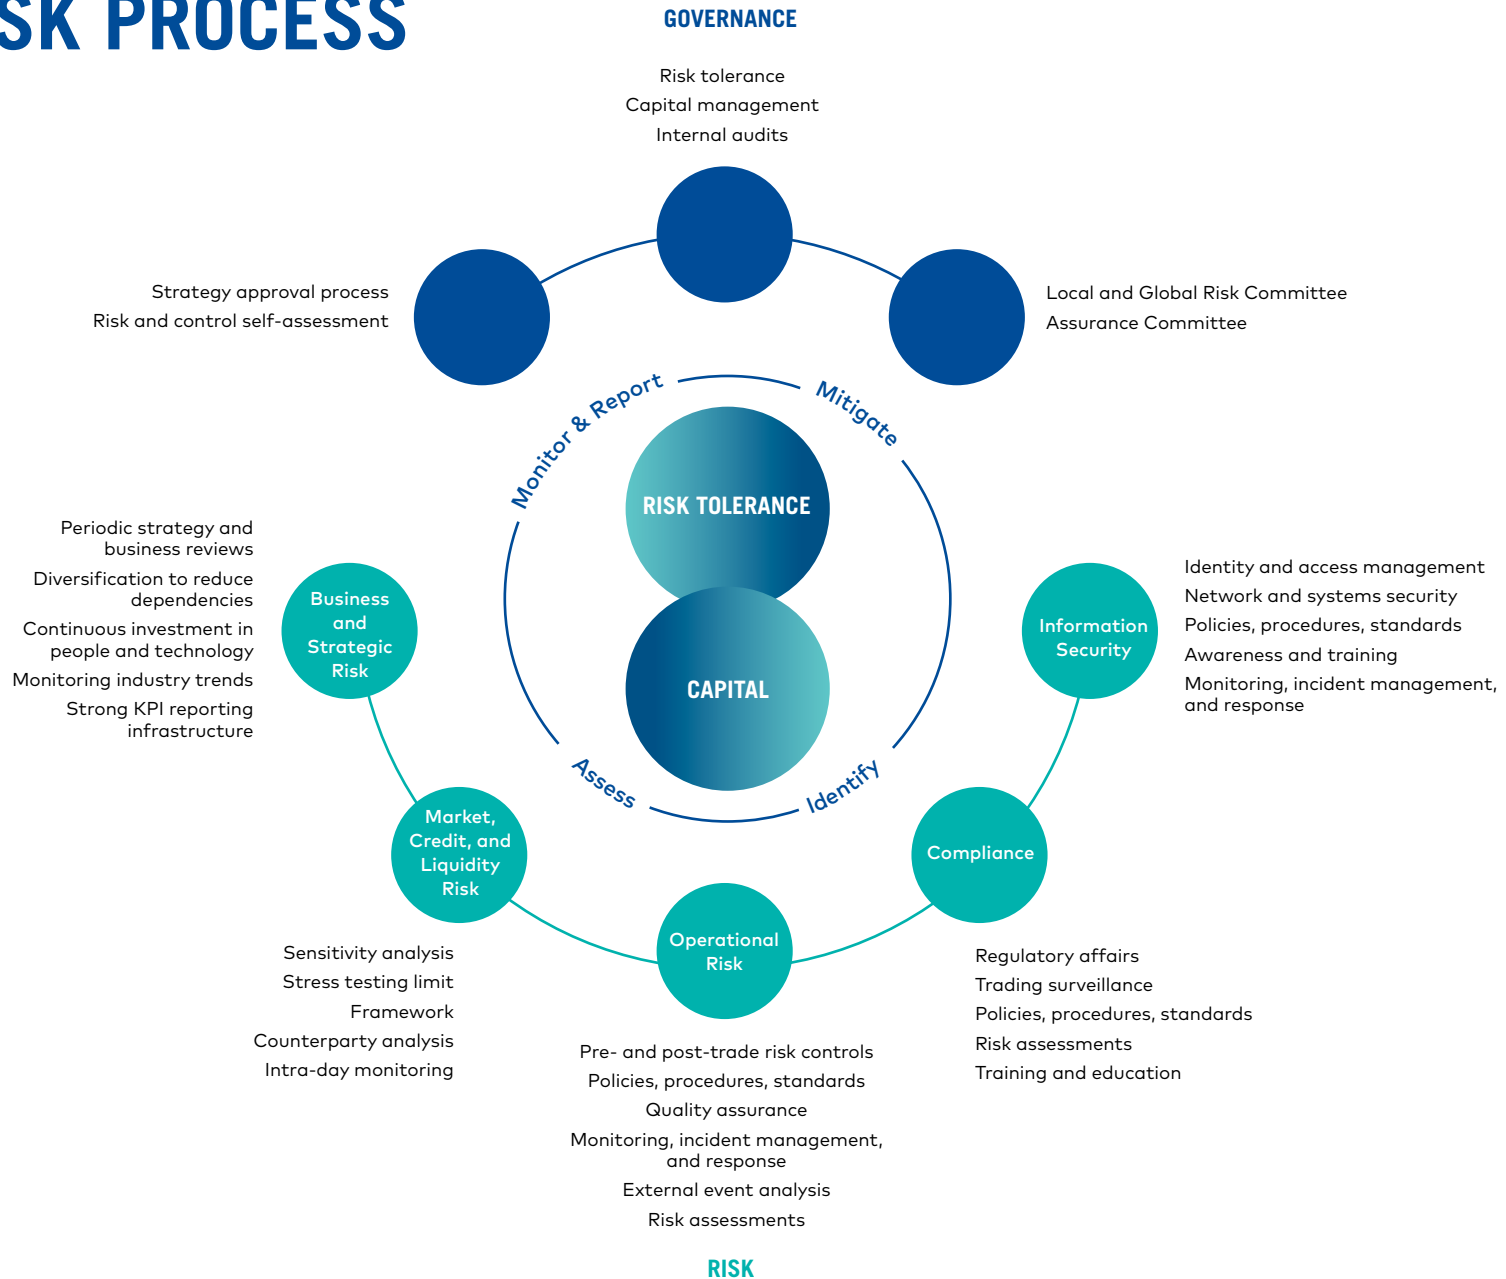 SK PROCESS
GOVERNANCE
Risk tolerance
Capital management
Internal audits
Strategy approval process
Risk and control self-assessment
Local and Global Risk Committee
Assurance Committee
Monitor & Report
Mitigate
RISK TOLERANCE
CAPITAL
Assess
Identify
Periodic strategy and
business reviews
Diversification to reduce
dependencies
Continuous investment in
people and technology
Monitoring industry trends
Strong KPI reporting
infrastructure
Business
and
Strategic
Risk
Information
Security
Identity and access management
Network and systems security
Policies, procedures, standards
Awareness and training
Monitoring, incident management,
and response
Market,
Credit, and
Liquidity
Risk
Compliance
Operational
Risk
Sensitivity analysis
Stress testing limit
Framework
Counterparty analysis
Intra-day monitoring
Pre- and post-trade risk controls
Policies, procedures, standards
Quality assurance
Monitoring, incident management,
and response
External event analysis
Risk assessments
Regulatory affairs
Trading surveillance
Policies, procedures, standards
Risk assessments
Training and education
RISK